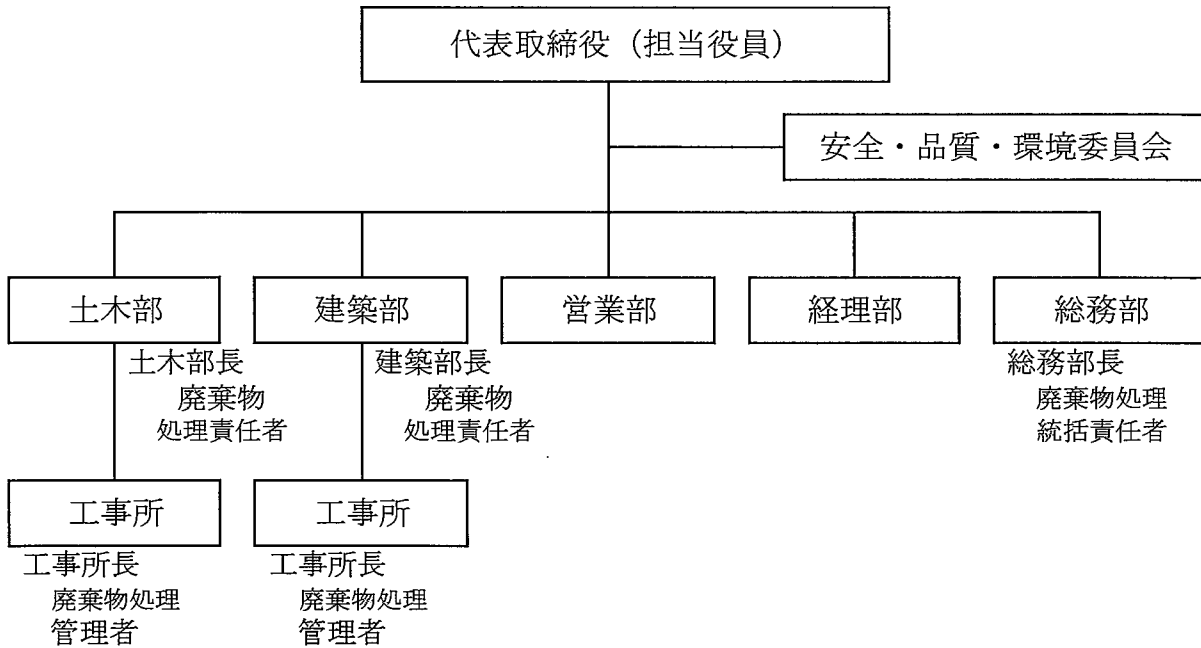 代表取締役（担当役員）
安全・品質・環境委員会
土木部
建築部
営業部
経理部
総務部
土木部長
廃棄物
処理責任者
建築部長
廃棄物
処理責任者
総務部長
廃棄物処理
統括責任者
工事所
工事所
工事所長
廃棄物処理
管理者
工事所長
廃棄物処理
管理者